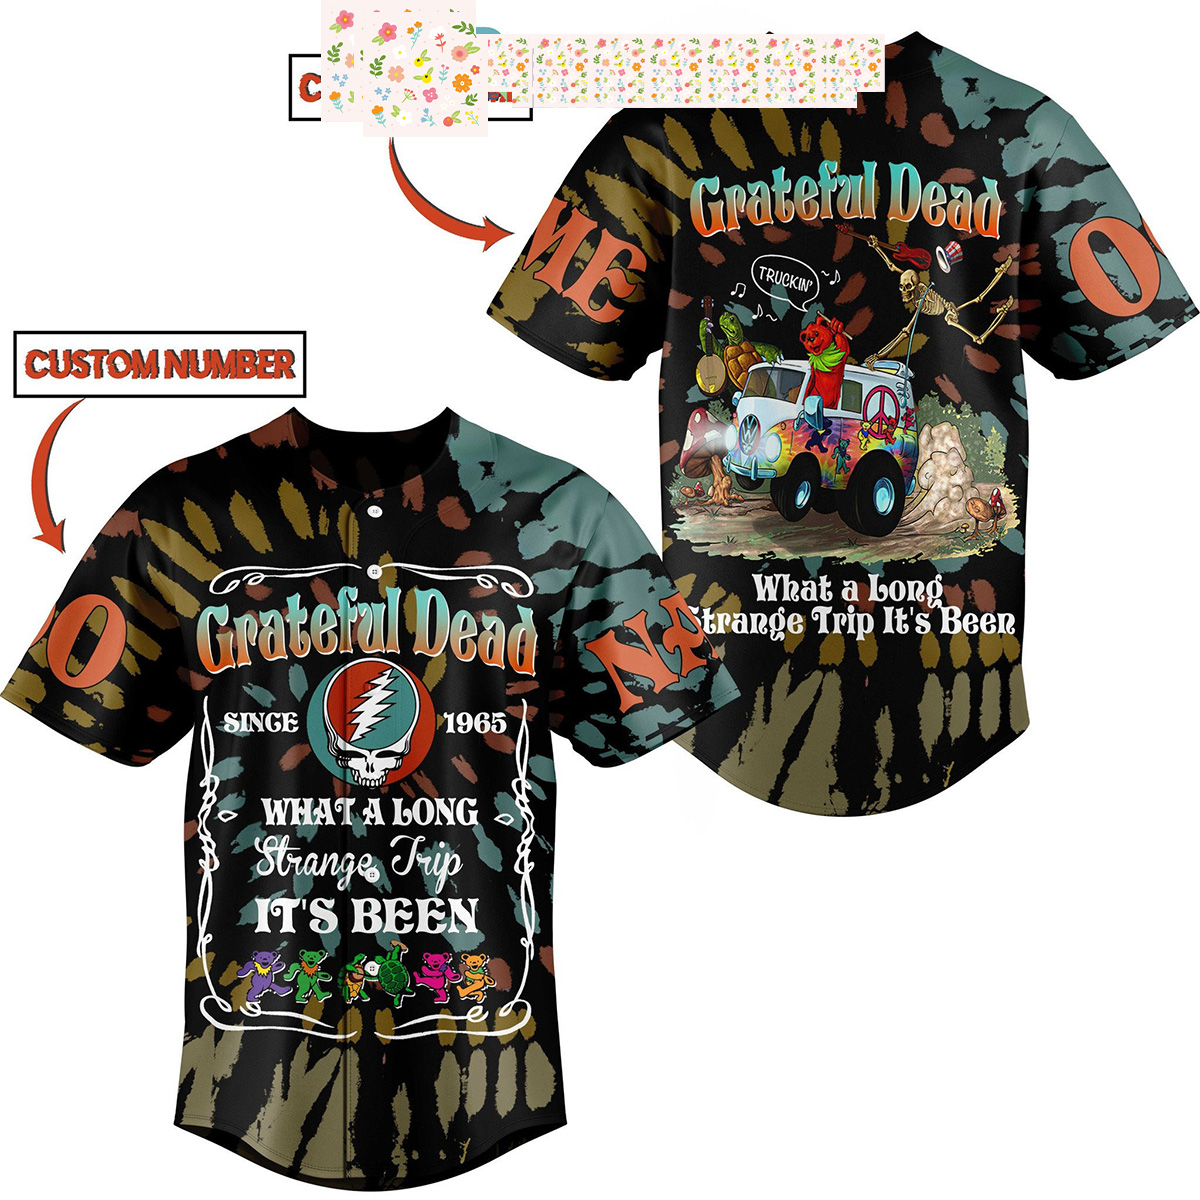 Grateful Dead
TRUCKIN'
What a Long
Strange Trip It's Been
CUSTOM NUMBER
Grateful Dead
SINCE 1965
WHAT A LONG
Strange Trip
IT'S BEEN